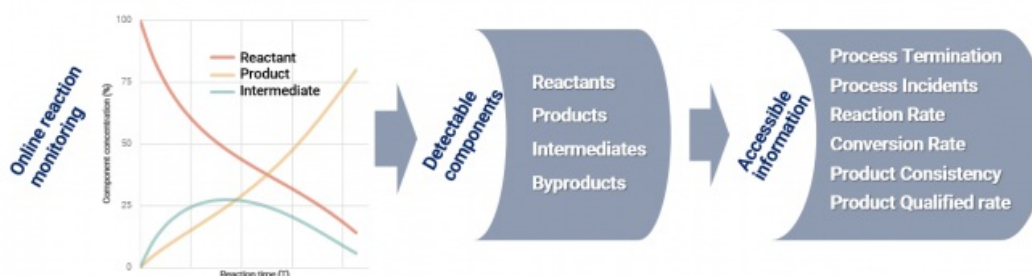 Online reaction
monitoring
Component concentration (%)
100
75
50
25
0
Reactant
Product
Intermediate
Reaction time (T)
Detectable
components
Reactants
Products
Intermediates
Byproducts
Accessible
information
Process Termination
Process Incidents
Reaction Rate
Conversion Rate
Product Consistency
Product Qualified rate